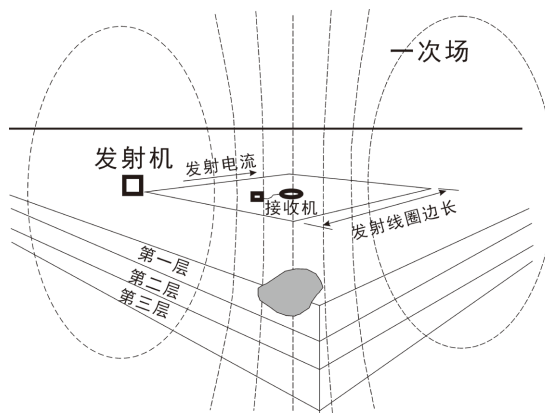 一次场
发射机
发射电流
接收机
发射线圈边长
第一层
第二层
第三层